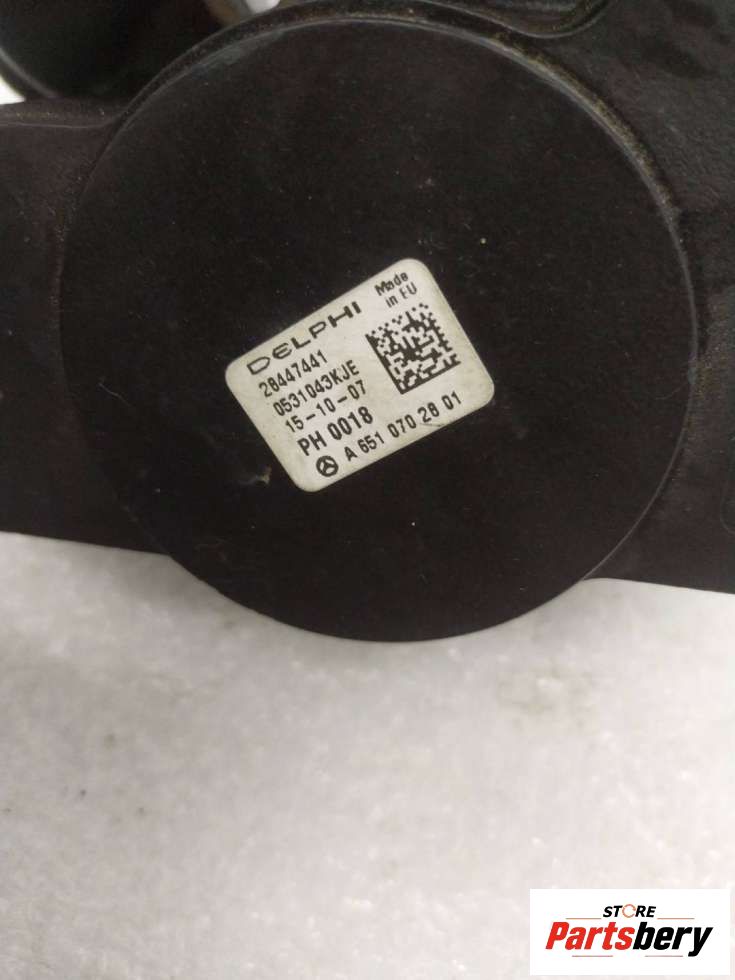 DELPHI
Made
in EU
28447441
0531043KJE
15-10-07
PH 0018
A 651 070 28 01
STORE
Partsbery